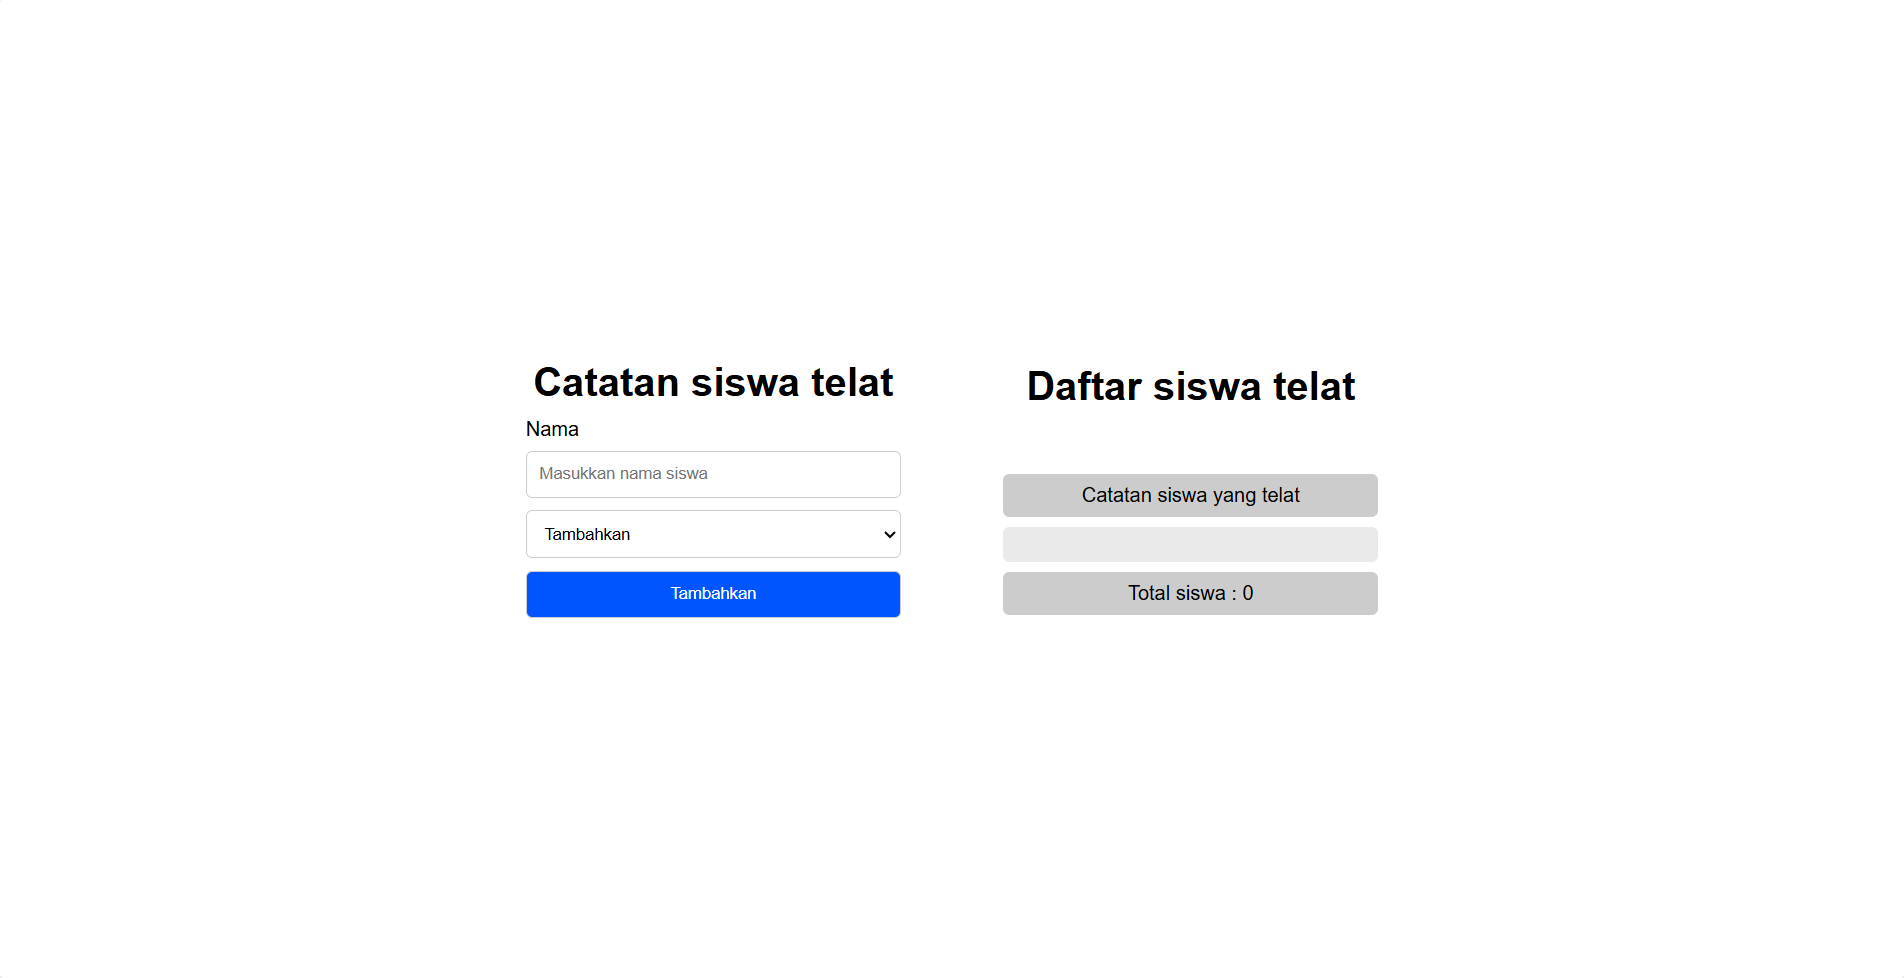 Catatan siswa telat
Nama
Masukkan nama siswa
Tambahkan
Tambahkan
Daftar siswa telat
Catatan siswa yang telat
Total siswa : 0